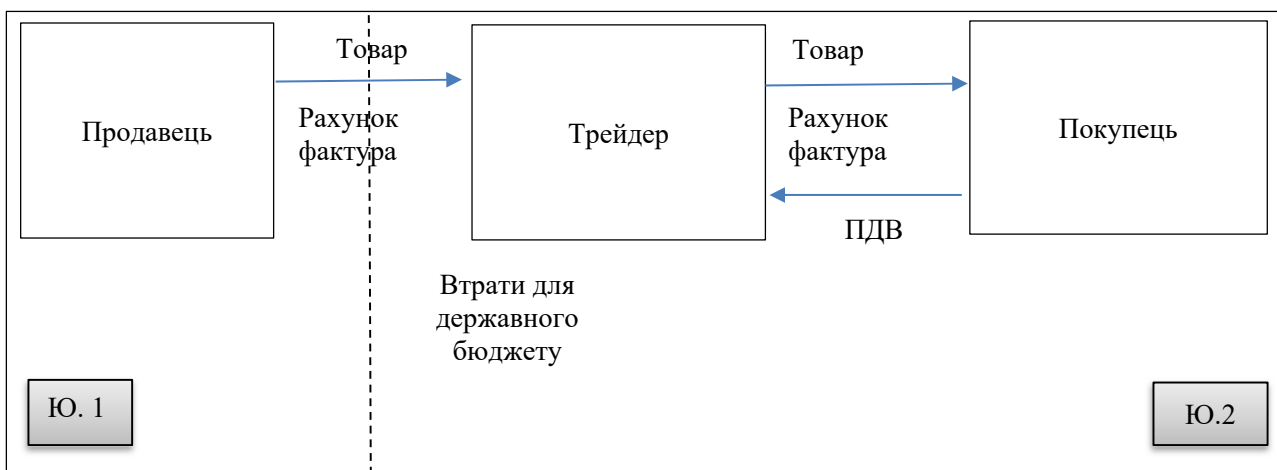 Товар
Товар
Продавець
Рахунок
фактура
Трейдер
Рахунок
фактура
Покупець
ПДВ
Втрати для
державного
бюджету
Ю. 1
Ю.2